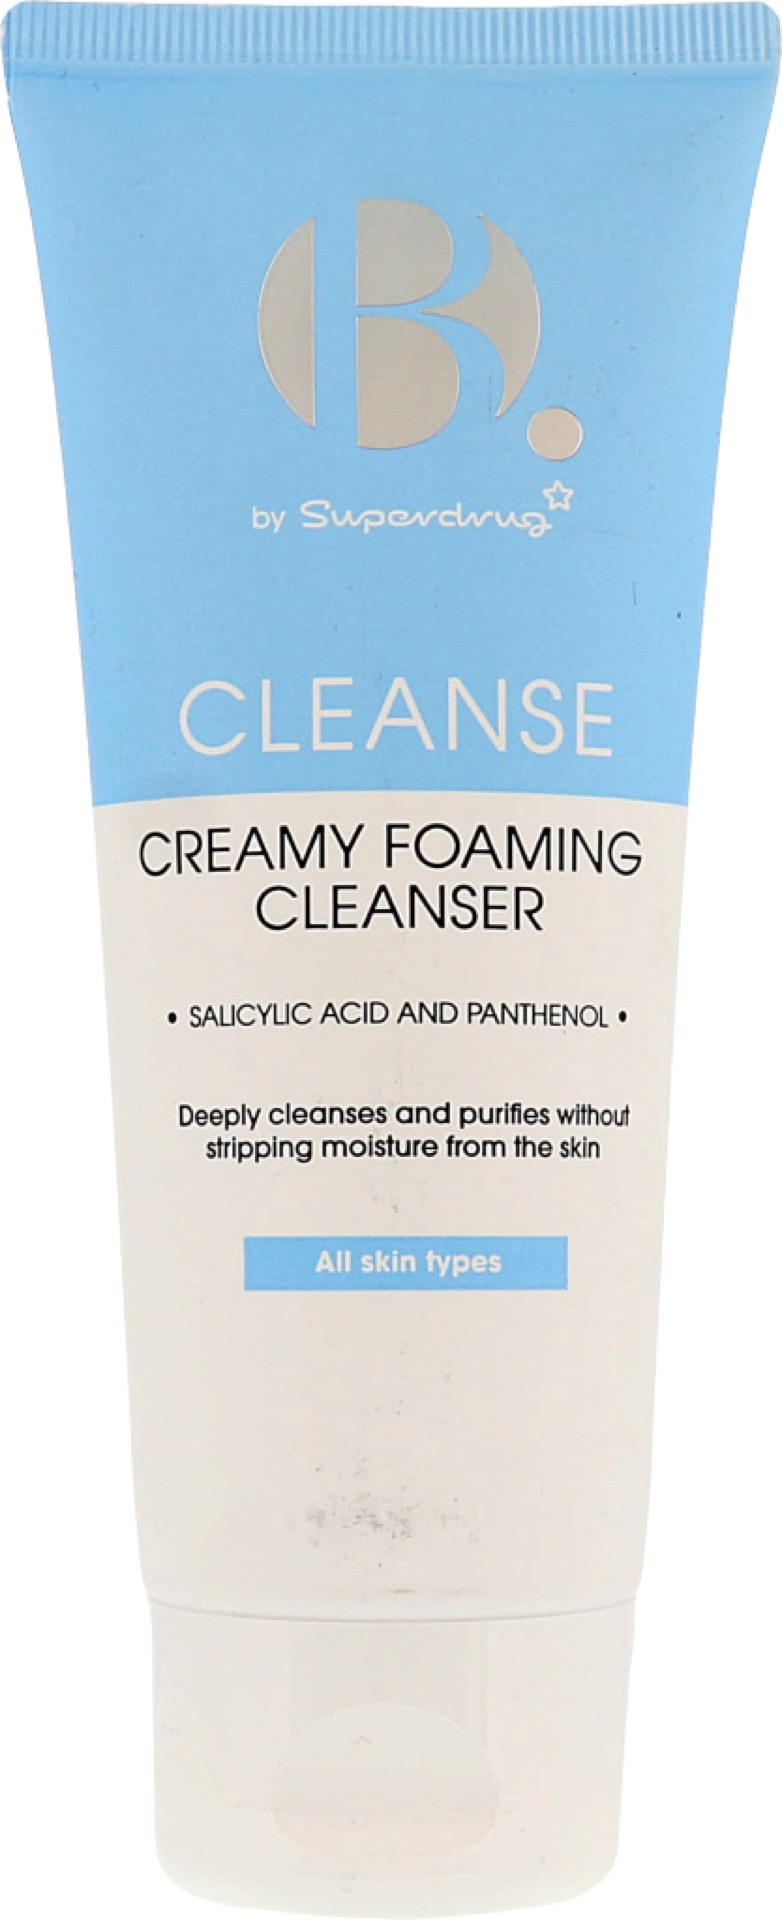 B.
by Superdrug
CLEANSE
CREAMY FOAMING
CLEANSER
• SALICYLIC ACID AND PANTHENOL •
Deeply cleanses and purifies without
stripping moisture from the skin
All skin types